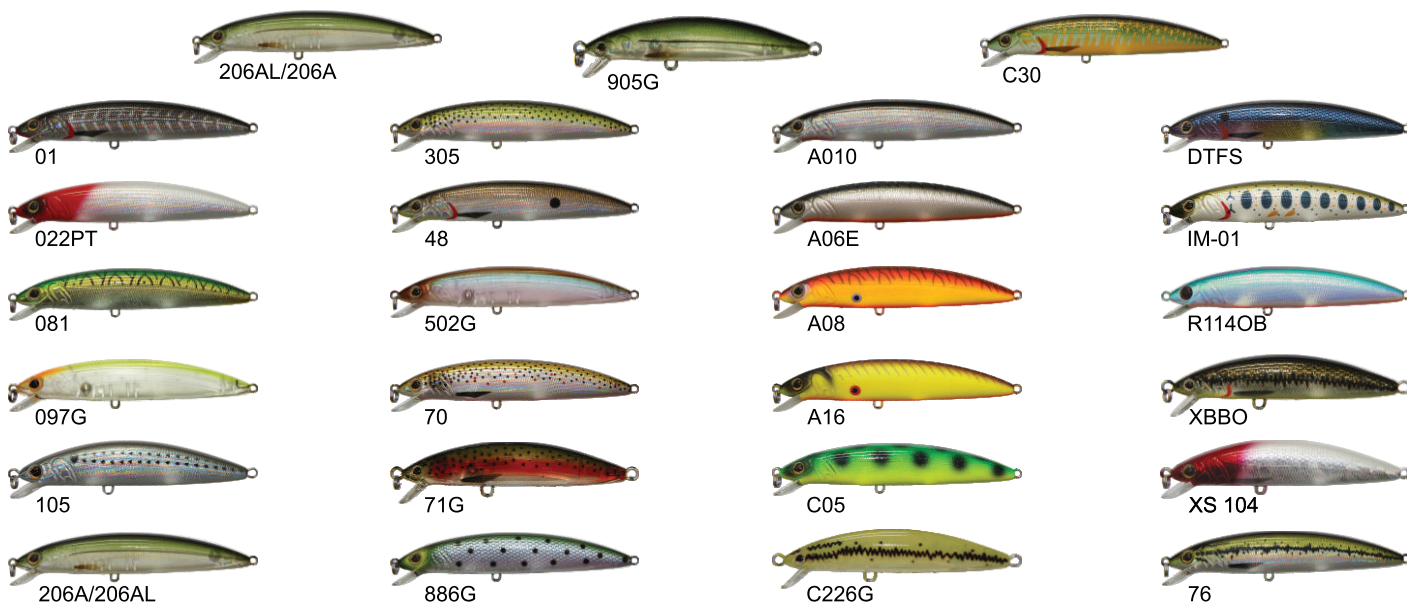 206AL/206A
905G
C30
01
305
A010
DTFS
022PT
48
A06E
IM-01
081
502G
A08
R114OB
097G
70
A16
XBBO
105
71G
C05
XS 104
206A/206AL
886G
C226G
76